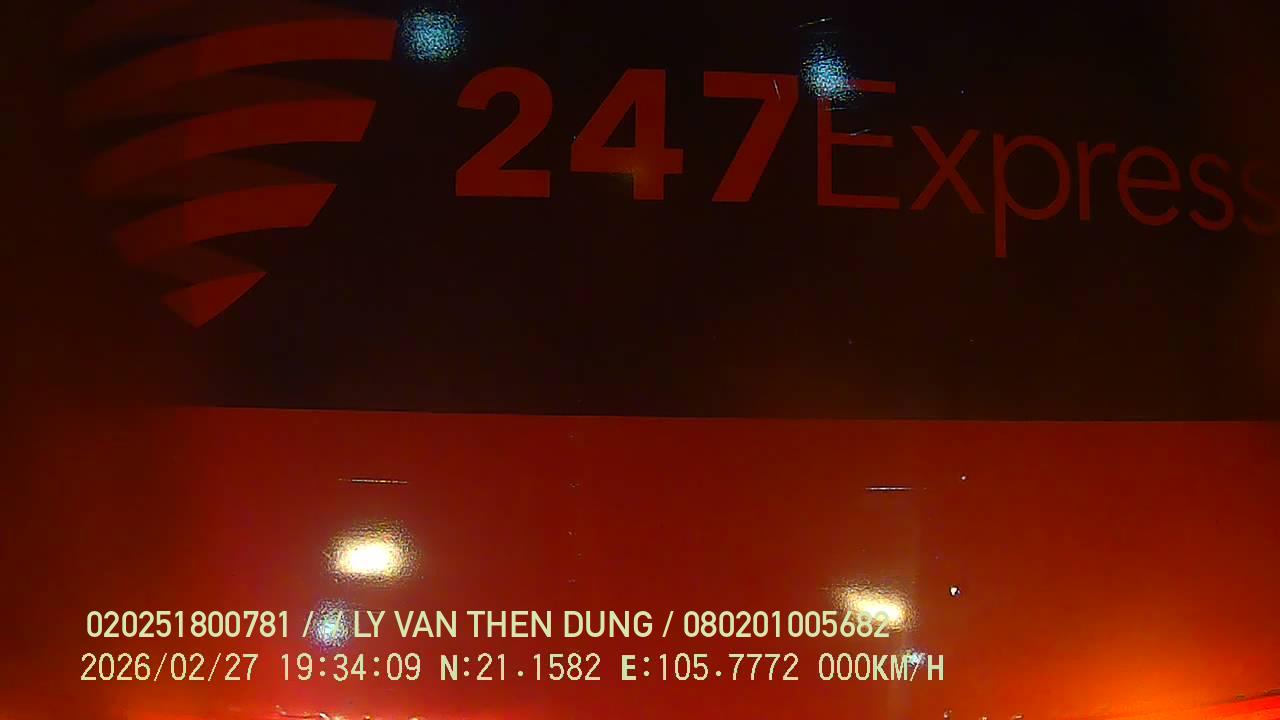 247Express
020251800781 / / LY VAN THEN DUNG / 080201005682
2026/02/27 19:34:09 N:21.1582 E:105.7772 000KM/H